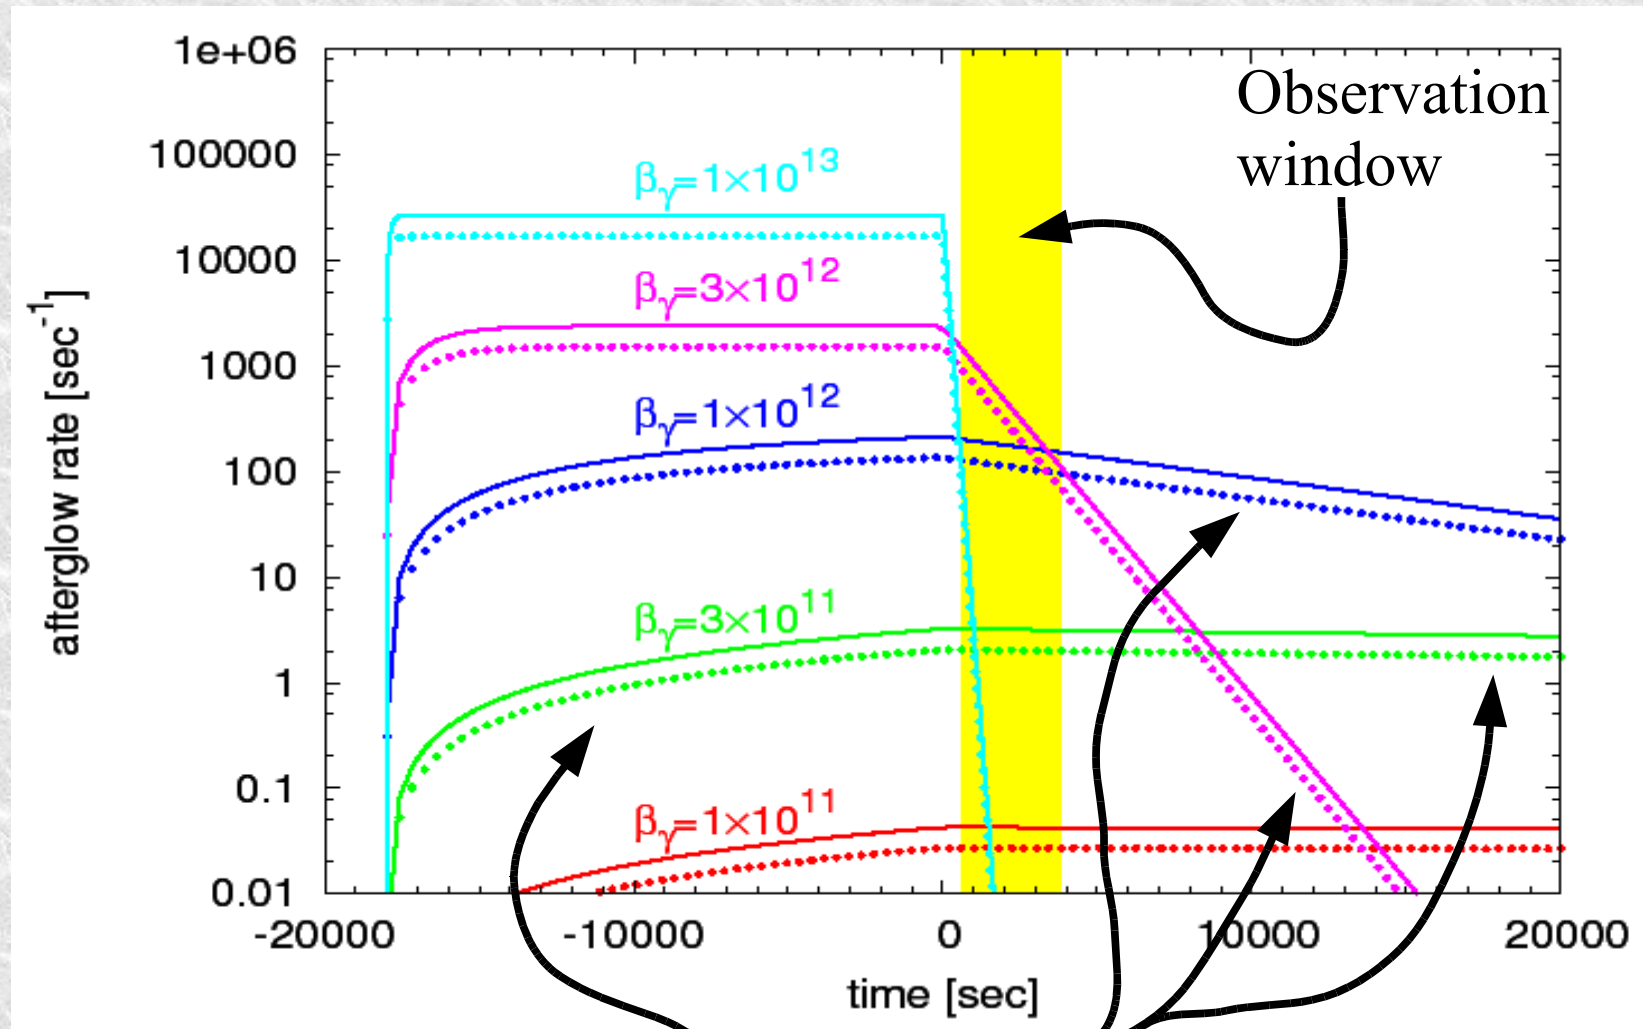 1e+06
100000
10000
1000
100
10
1
0.1
0.01
afterglow rate [sec⁻¹]
Observation
window
βγ=1×10¹³
βγ=3×10¹²
βγ=1×10¹²
βγ=3×10¹¹
βγ=1×10¹¹
-20000 -10000 0 10000 20000
time [sec]